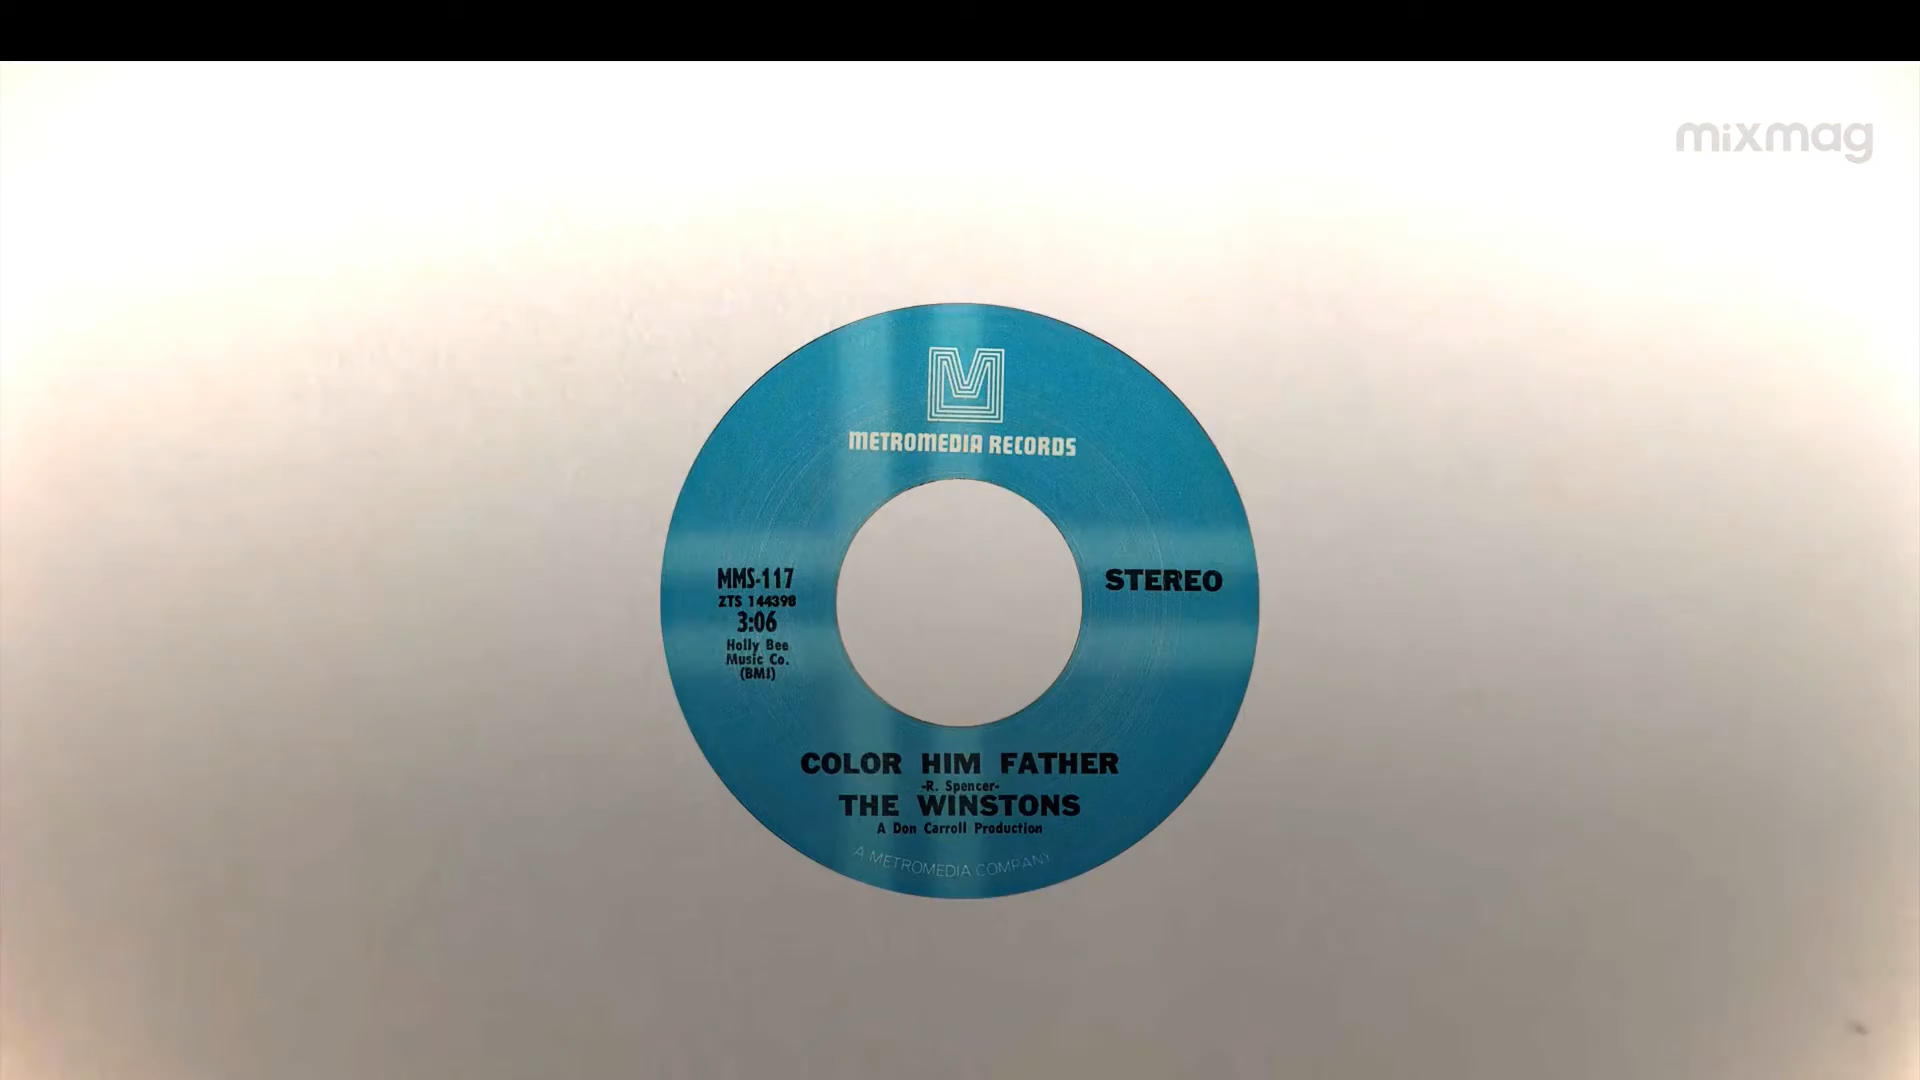 mixmag
METROMEDIA RECORDS
MMS-117
ZTS 144398
3:06
Holly Bee
Music Co.
(BMI)
STEREO
COLOR HIM FATHER
-R. Spencer-
THE WINSTONS
A Don Carroll Production
A METROMEDIA COMPANY